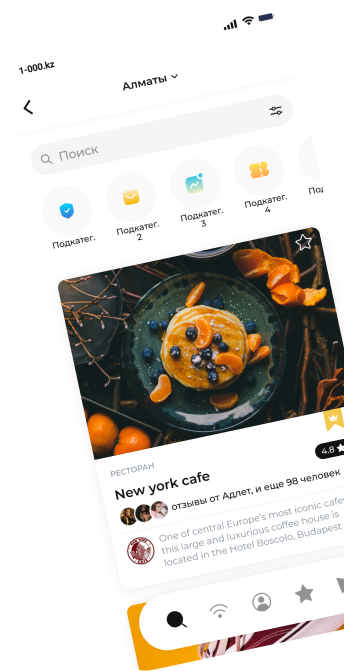 1-000.kz
Алматы
Поиск
Подкатег.
Подкатег.
2
Подкатег.
3
Подкатег.
4
РЕСТОРАН
New york cafe
4.8
отзывы от Адлет, и еще 98 человек
One of central Europe's most iconic cafes
this large and luxurious coffee house is
located in the Hotel Boscolo, Budapest